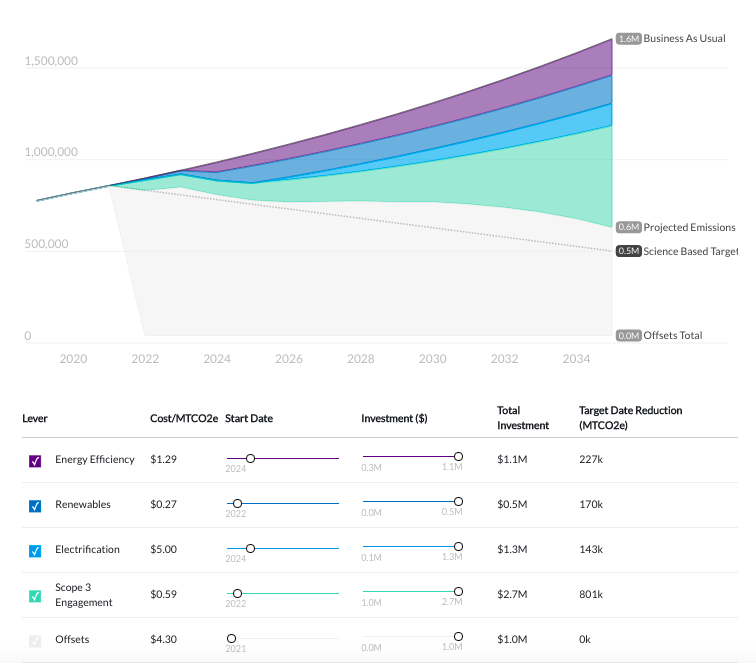 1.6M Business As Usual
1,500,000
1,000,000
0.6M Projected Emissions
500,000
0.5M Science Based Target
0
0.0M Offsets Total
2020 2022 2024 2026 2028 2030 2032 2034
Lever Cost/MTCO2e Start Date Investment ($) Total Investment Target Date Reduction (MTCO2e)
Energy Efficiency $1.29 2024 0.3M 1.1M $1.1M 227k
Renewables $0.27 2022 0.0M 0.5M $0.5M 170k
Electrification $5.00 2024 0.1M 1.3M $1.3M 143k
Scope 3 Engagement $0.59 2022 1.0M 2.7M $2.7M 801k
Offsets $4.30 2021 0.0M 1.0M $1.0M 0k